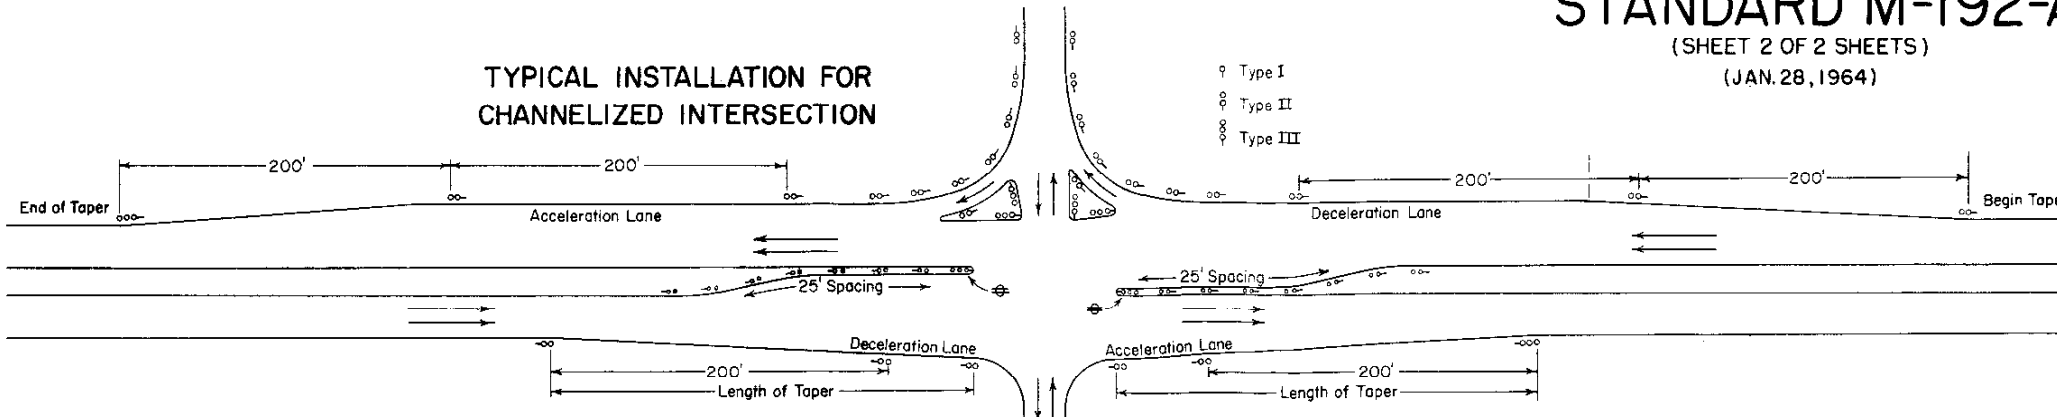 STANDARD M-192-A
(SHEET 2 OF 2 SHEETS)
(JAN. 28, 1964)
TYPICAL INSTALLATION FOR
CHANNELIZED INTERSECTION
Type I
Type II
Type III
200'
200'
200'
200'
End of Taper
Acceleration Lane
Deceleration Lane
Begin Tape
25' Spacing
25' Spacing
Deceleration Lane
Acceleration Lane
200'
200'
Length of Taper
Length of Taper